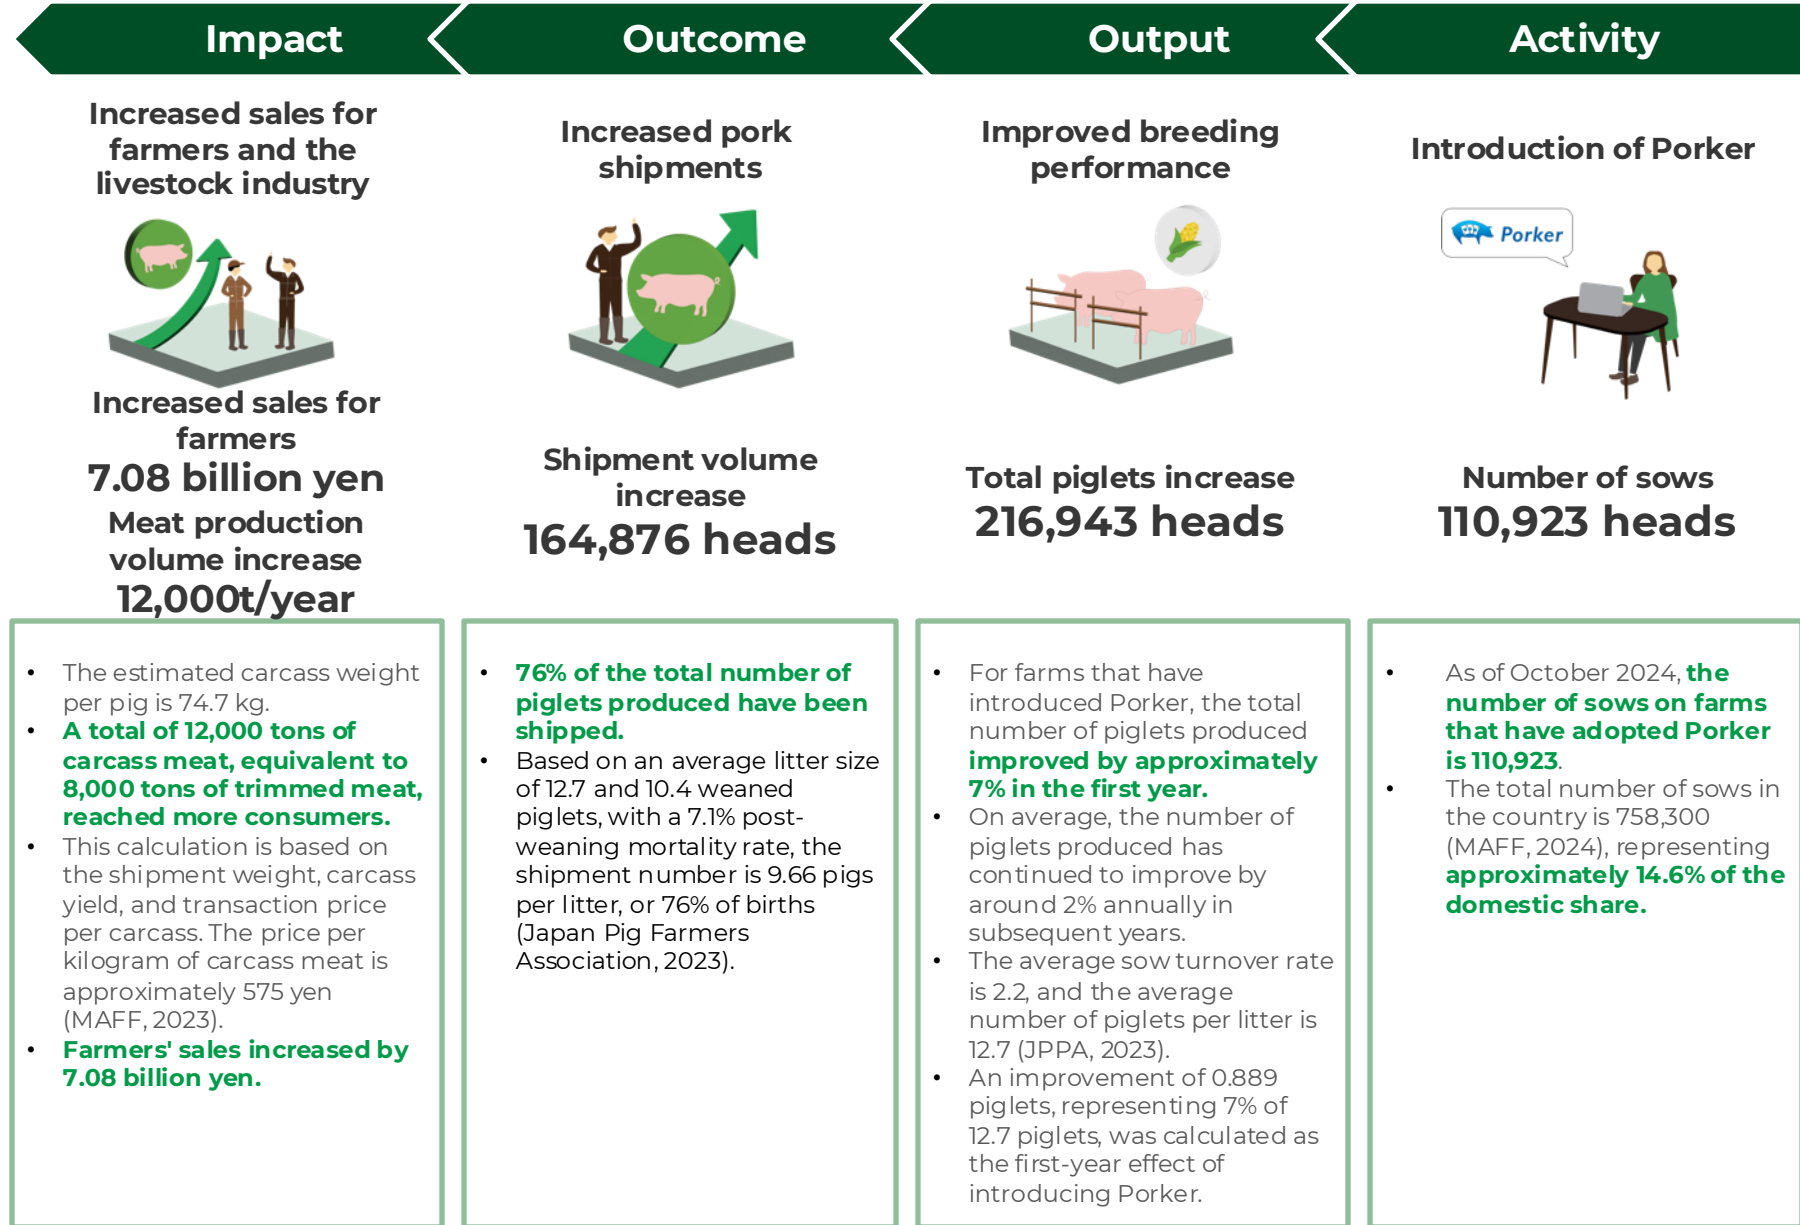 Impact
Outcome
Output
Activity
Increased sales for
farmers and the
livestock industry
Increased sales for
farmers
7.08 billion yen
Meat production
volume increase
12,000t/year
• The estimated carcass weight
per pig is 74.7 kg.
• A total of 12,000 tons of
carcass meat, equivalent to
8,000 tons of trimmed meat,
reached more consumers.
• This calculation is based on
the shipment weight, carcass
yield, and transaction price
per carcass. The price per
kilogram of carcass meat is
approximately 575 yen
(MAFF, 2023).
• Farmers' sales increased by
7.08 billion yen.
Increased pork
shipments
Shipment volume
increase
164,876 heads
• 76% of the total number of
piglets produced have been
shipped.
• Based on an average litter size
of 12.7 and 10.4 weaned
piglets, with a 7.1% post-
weaning mortality rate, the
shipment number is 9.66 pigs
per litter, or 76% of births
(Japan Pig Farmers
Association, 2023).
Improved breeding
performance
Total piglets increase
216,943 heads
• For farms that have
introduced Porker, the total
number of piglets produced
improved by approximately
7% in the first year.
• On average, the number of
piglets produced has
continued to improve by
around 2% annually in
subsequent years.
• The average sow turnover rate
is 2.2, and the average
number of piglets per litter is
12.7 (JPPA, 2023).
• An improvement of 0.889
piglets, representing 7% of
12.7 piglets, was calculated as
the first-year effect of
introducing Porker.
Introduction of Porker
Porker
Number of sows
110,923 heads
• As of October 2024, the
number of sows on farms
that have adopted Porker
is 110,923.
• The total number of sows in
the country is 758,300
(MAFF, 2024), representing
approximately 14.6% of the
domestic share.